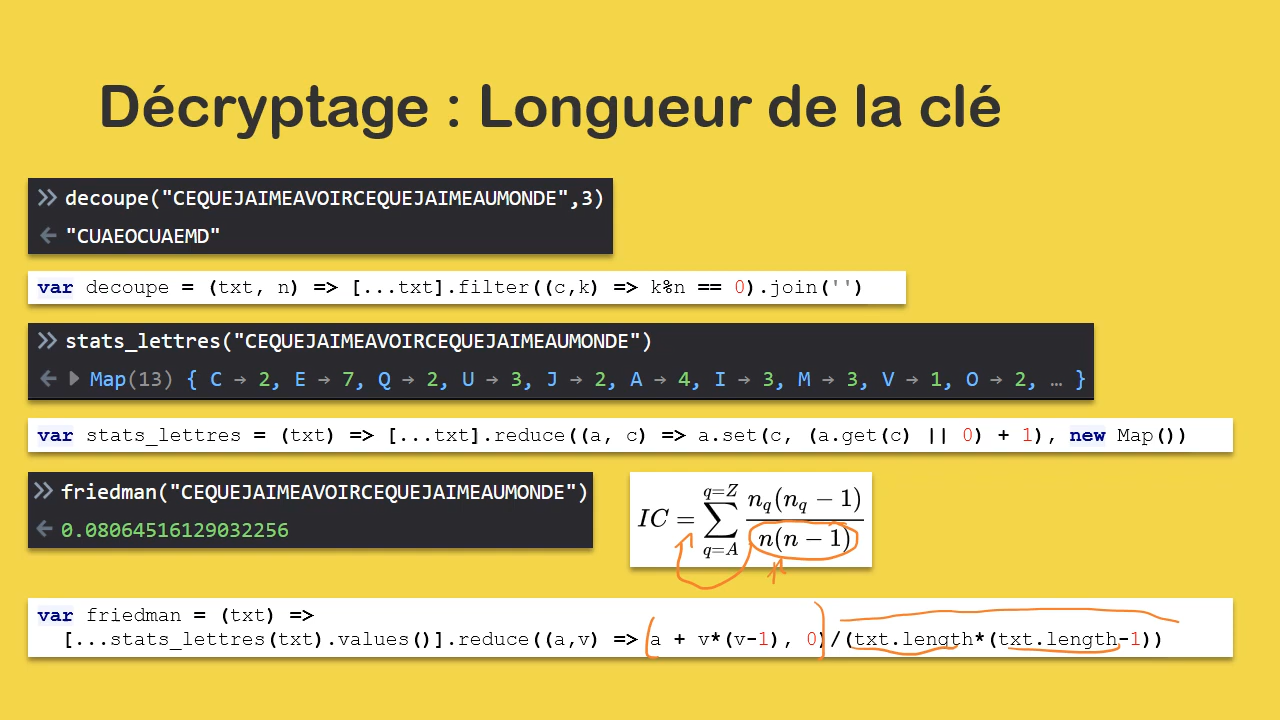 Décryptage : Longueur de la clé
>> decoupe("CEQUEJAIMEAVOIRCEQUEJAIMEAUMONDE",3)
← "CUAEOCUAEMD"
var decoupe = (txt, n) => [...txt].filter((c,k) => k%n == 0).join('')
>> stats_lettres("CEQUEJAIMEAVOIRCEQUEJAIMEAUMONDE")
← ▶ Map(13) { C → 2, E → 7, Q → 2, U → 3, J → 2, A → 4, I → 3, M → 3, V → 1, O → 2, … }
var stats_lettres = (txt) => [...txt].reduce((a, c) => a.set(c, (a.get(c) || 0) + 1), new Map())
>> friedman("CEQUEJAIMEAVOIRCEQUEJAIMEAUMONDE")
← 0.08064516129032256
IC = ∑_{q=A}^{q=Z} n_q(n_q − 1) / n(n − 1)
var friedman = (txt) =>
[...stats_lettres(txt).values()].reduce((a,v) => a + v*(v-1), 0)/(txt.length*(txt.length-1))